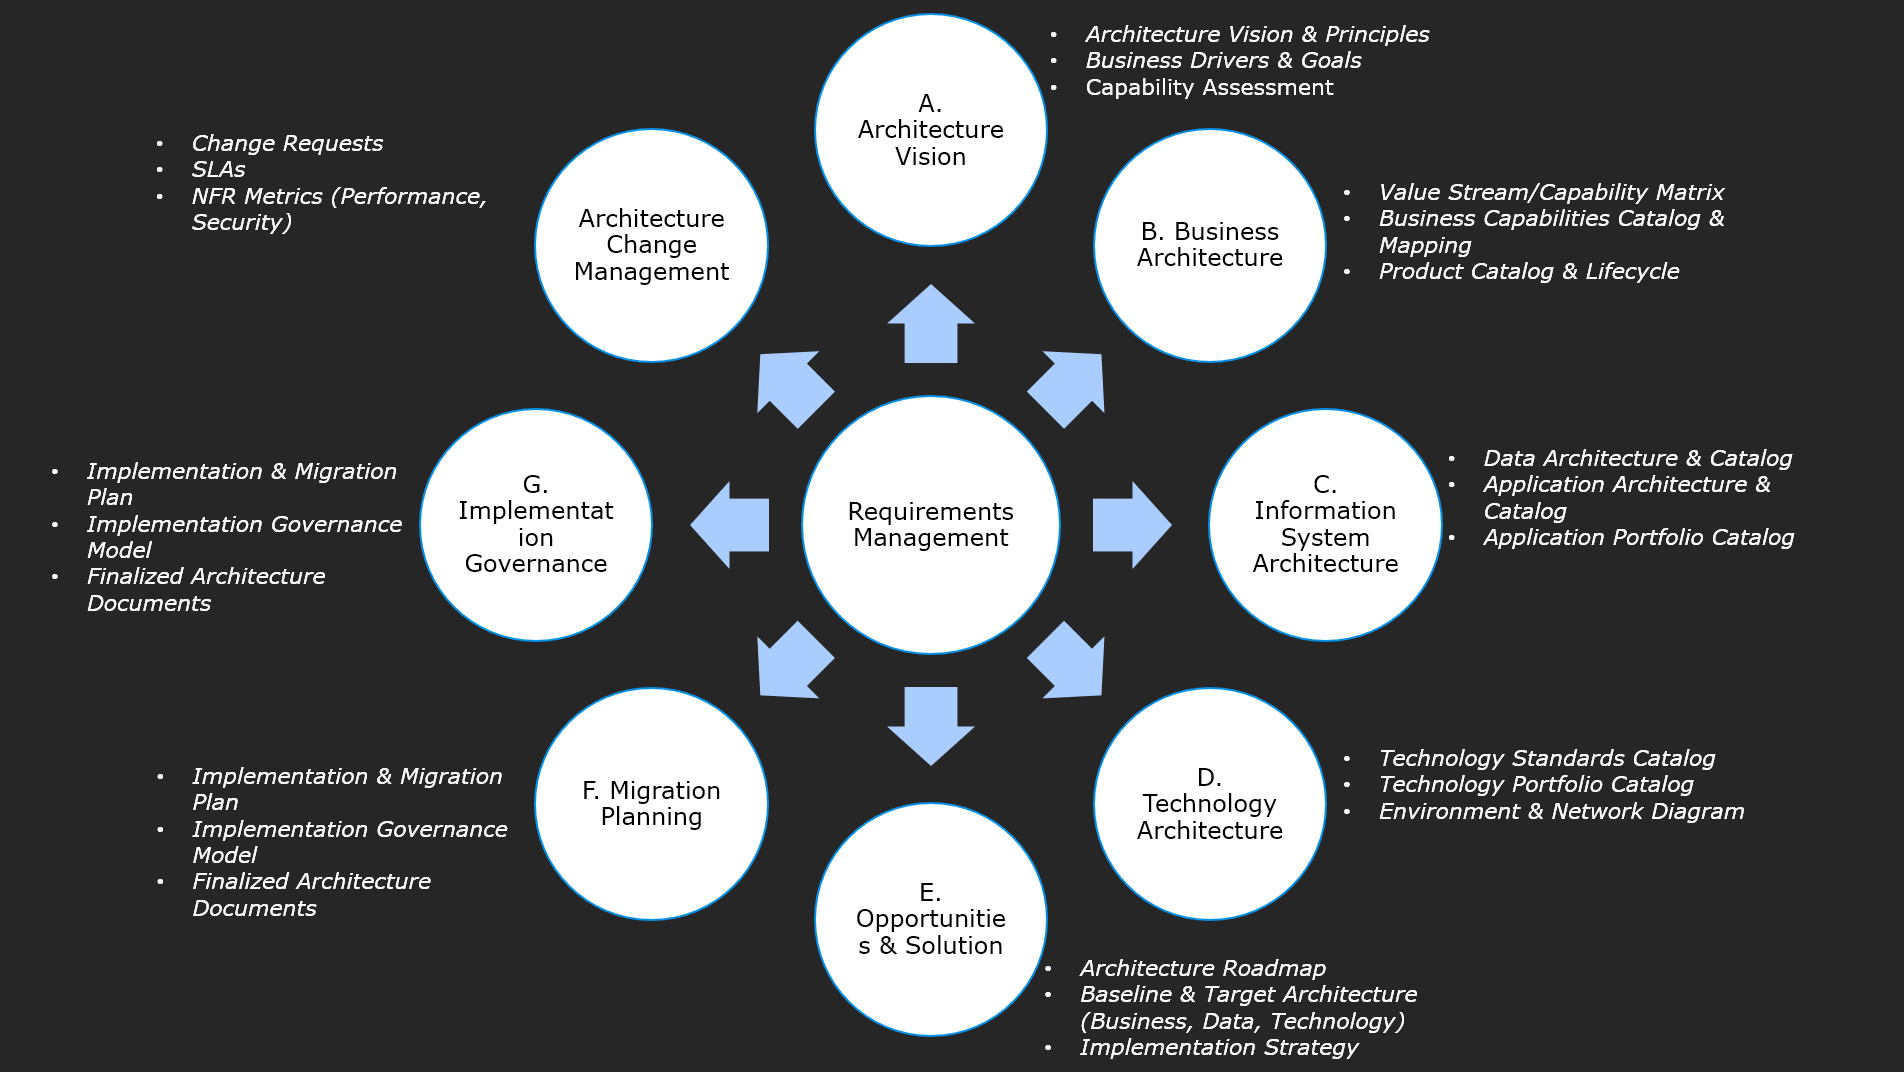 A.
Architecture
Vision
• Architecture Vision & Principles
• Business Drivers & Goals
• Capability Assessment
B. Business
Architecture
• Value Stream/Capability Matrix
• Business Capabilities Catalog &
Mapping
• Product Catalog & Lifecycle
C.
Information
System
Architecture
• Data Architecture & Catalog
• Application Architecture &
Catalog
• Application Portfolio Catalog
D.
Technology
Architecture
• Technology Standards Catalog
• Technology Portfolio Catalog
• Environment & Network Diagram
E.
Opportunitie
s & Solution
• Architecture Roadmap
• Baseline & Target Architecture
(Business, Data, Technology)
• Implementation Strategy
F. Migration
Planning
• Implementation & Migration
Plan
• Implementation Governance
Model
• Finalized Architecture
Documents
G.
Implementat
ion
Governance
• Implementation & Migration
Plan
• Implementation Governance
Model
• Finalized Architecture
Documents
Architecture
Change
Management
• Change Requests
• SLAs
• NFR Metrics (Performance,
Security)
Requirements
Management